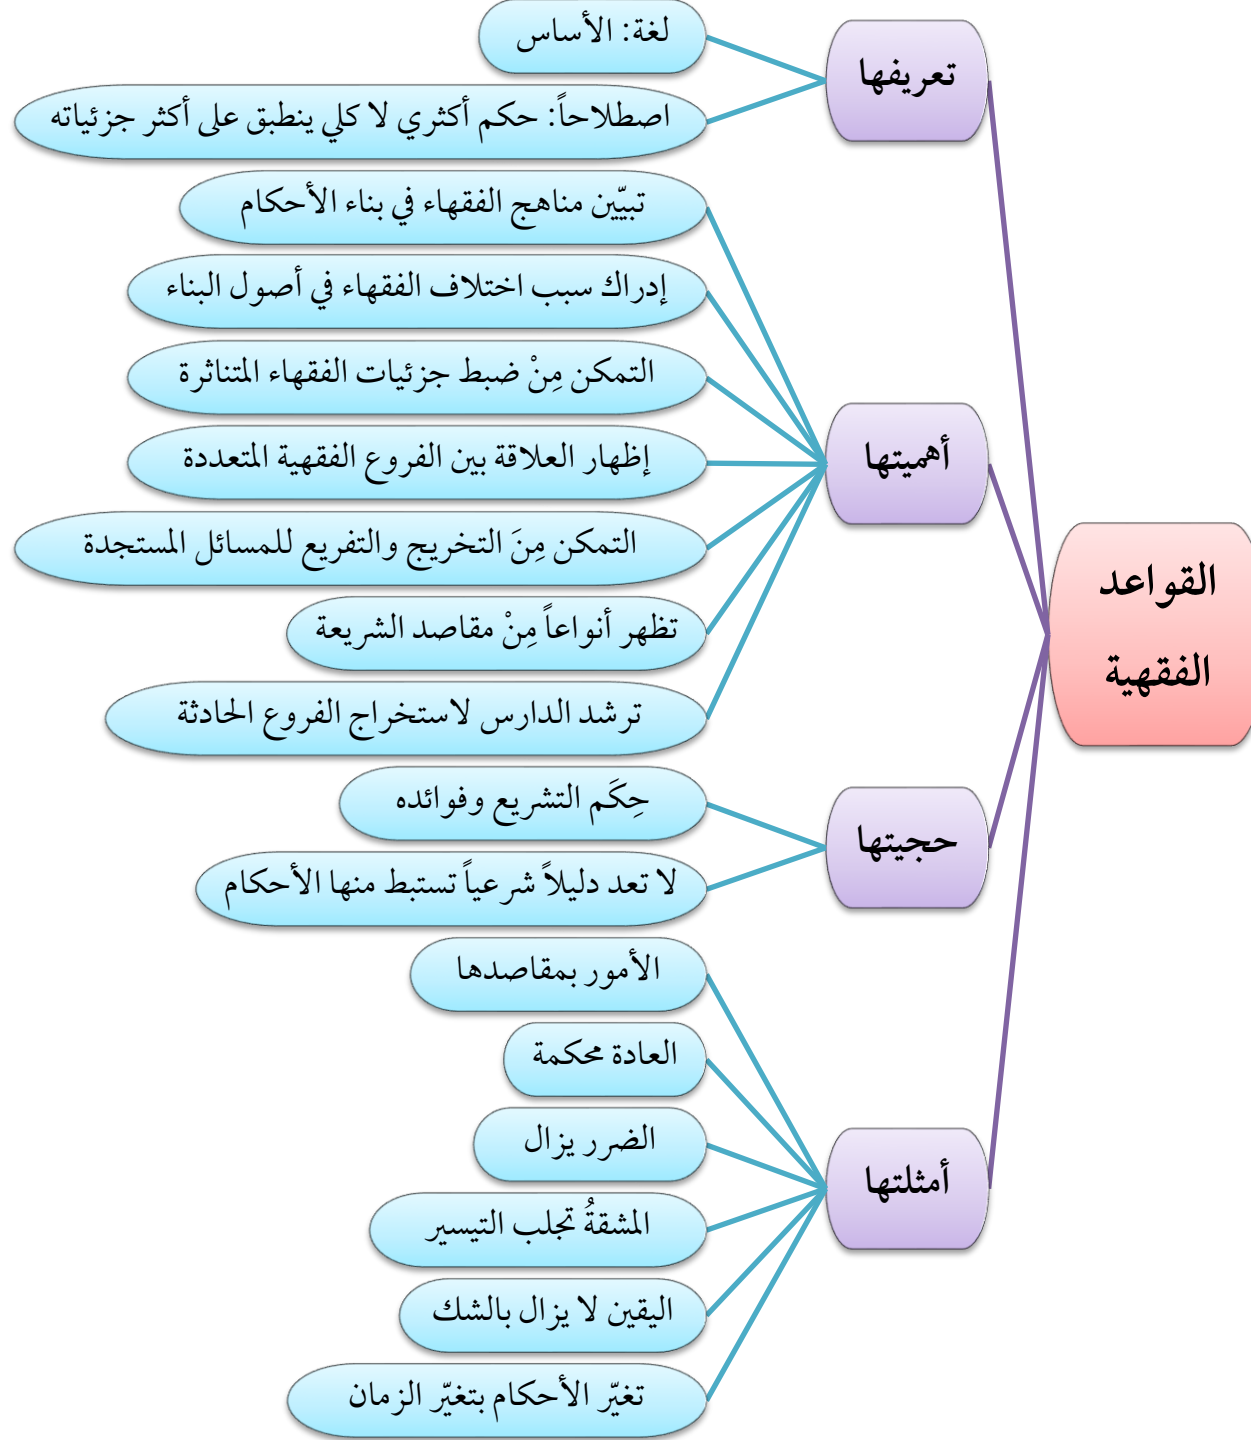 القواعد
الفقهية
تعريفها
لغة: الأساس
اصطلاحاً: حكم أكثري لا كلي ينطبق على أكثر جزئياته
أهميتها
تبيّين مناهج الفقهاء في بناء الأحكام
إدراك سبب اختلاف الفقهاء في أصول البناء
التمكن مِنْ ضبط جزئيات الفقهاء المتناثرة
إظهار العلاقة بين الفروع الفقهية المتعددة
التمكن مِنَ التخريج والتفريع للمسائل المستجدة
تظهر أنواعاً مِنْ مقاصد الشريعة
ترشد الدارس لاستخراج الفروع الحادثة
حجيتها
حِكَم التشريع وفوائده
لا تعد دليلاً شرعياً تستبط منها الأحكام
أمثلتها
الأمور بمقاصدها
العادة محكمة
الضرر يزال
المشقةُ تجلب التيسير
اليقين لا يزال بالشك
تغيّر الأحكام بتغيّر الزمان